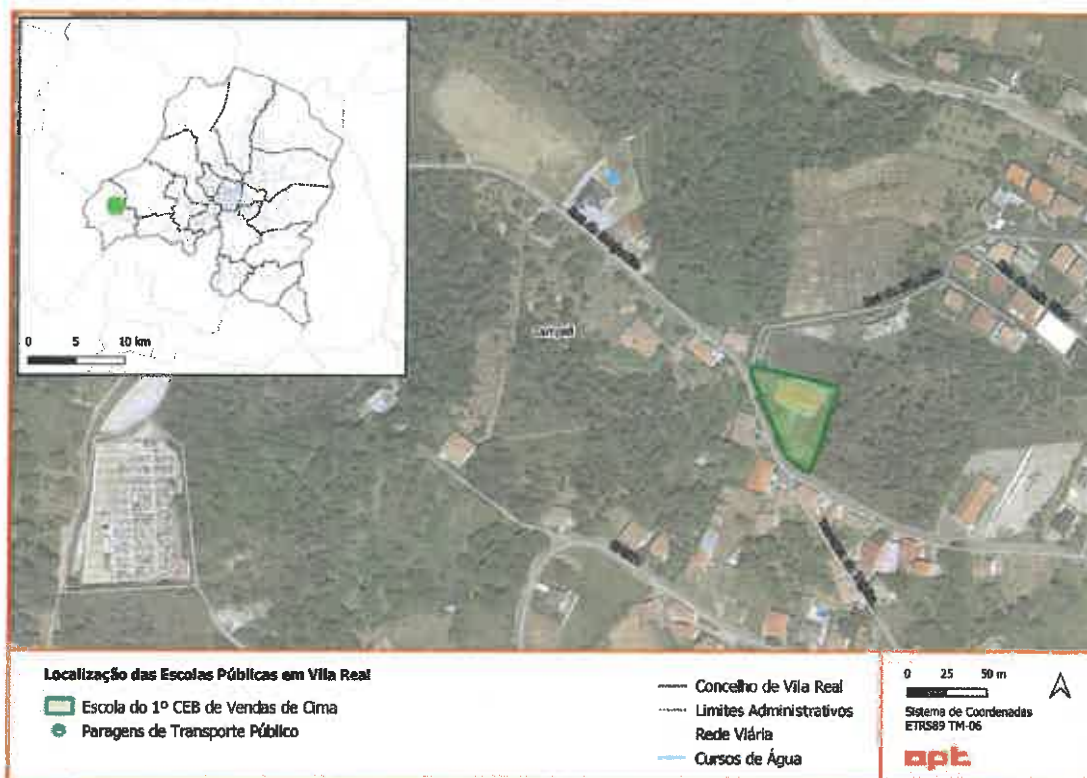 0 5 10 km
Localização das Escolas Públicas em Vila Real
Escola do 1º CEB de Vendas de Cima
Paragens de Transporte Público
Concelho de Vila Real
Limites Administrativos
Rede Viária
Cursos de Água
0 25 50 m
Sistema de Coordenadas
ETRS89 TM-06
apt